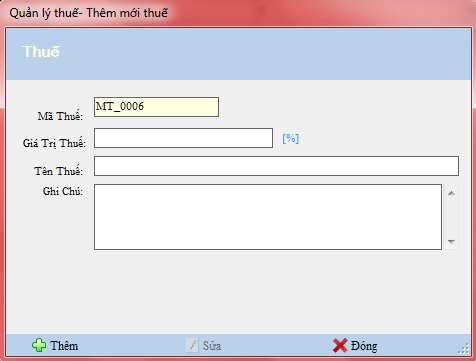 Quản lý thuế- Thêm mới thuế
Thuế
Mã Thuế: MT_0006
Giá Trị Thuế: [%]
Tên Thuế:
Ghi Chú:
Thêm Sửa Đóng